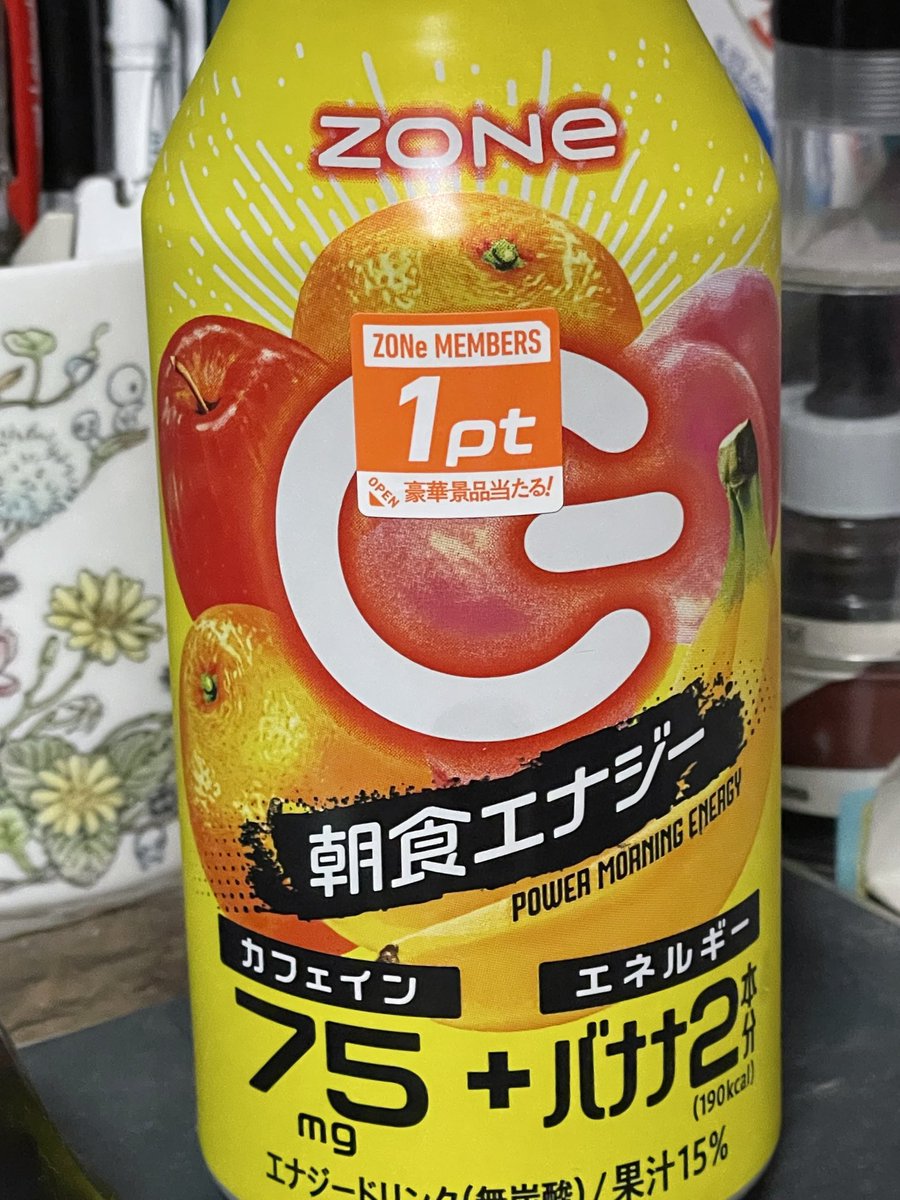 ZONe
ZONe MEMBERS
1pt
OPEN 豪華景品当たる!
朝食エナジー
POWER MORNING ENERGY
カフェイン
75mg
+
エネルギー
バナナ2本分
(190kcal)
エナジードリンク(無炭酸)/果汁15%